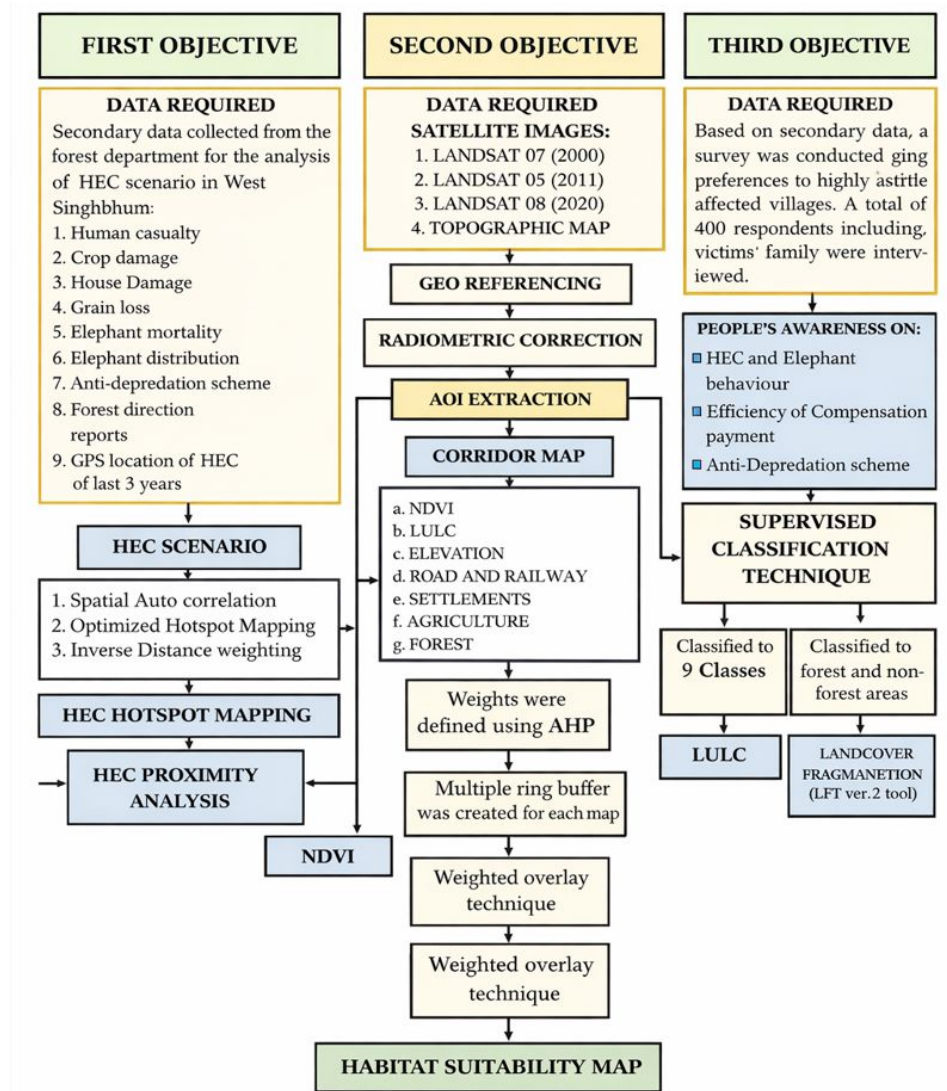 FIRST OBJECTIVE
DATA REQUIRED
Secondary data collected from the
forest department for the analysis
of HEC scenario in West
Singhbhum:
1. Human casualty
2. Crop damage
3. House Damage
4. Grain loss
5. Elephant mortality
6. Elephant distribution
7. Anti-depredation scheme
8. Forest direction
reports
9. GPS location of HEC
of last 3 years
HEC SCENARIO
1. Spatial Auto correlation
2. Optimized Hotspot Mapping
3. Inverse Distance weighting
HEC HOTSPOT MAPPING
HEC PROXIMITY
ANALYSIS
NDVI
SECOND OBJECTIVE
DATA REQUIRED
SATELLITE IMAGES:
1. LANDSAT 07 (2000)
2. LANDSAT 05 (2011)
3. LANDSAT 08 (2020)
4. TOPOGRAPHIC MAP
GEO REFERENCING
RADIOMETRIC CORRECTION
AOI EXTRACTION
CORRIDOR MAP
a. NDVI
b. LULC
c. ELEVATION
d. ROAD AND RAILWAY
e. SETTLEMENTS
f. AGRICULTURE
g. FOREST
Weights were
defined using AHP
Multiple ring buffer
was created for each map
Weighted overlay
technique
Weighted overlay
technique
HABITAT SUITABILITY MAP
THIRD OBJECTIVE
DATA REQUIRED
Based on secondary data, a
survey was conducted ging
preferences to highly astitle
affected villages. A total of
400 respondents including,
victims' family were interv-
iewed.
PEOPLE'S AWARENESS ON:
HEC and Elephant
behaviour
Efficiency of Compensation
payment
Anti-Depredation scheme
SUPERVISED
CLASSIFICATION
TECHNIQUE
Classified to
9 Classes
Classified to
forest and non-
forest areas
LULC
LANDCOVER
FRAGMANETION
(LFT ver.2 tool)